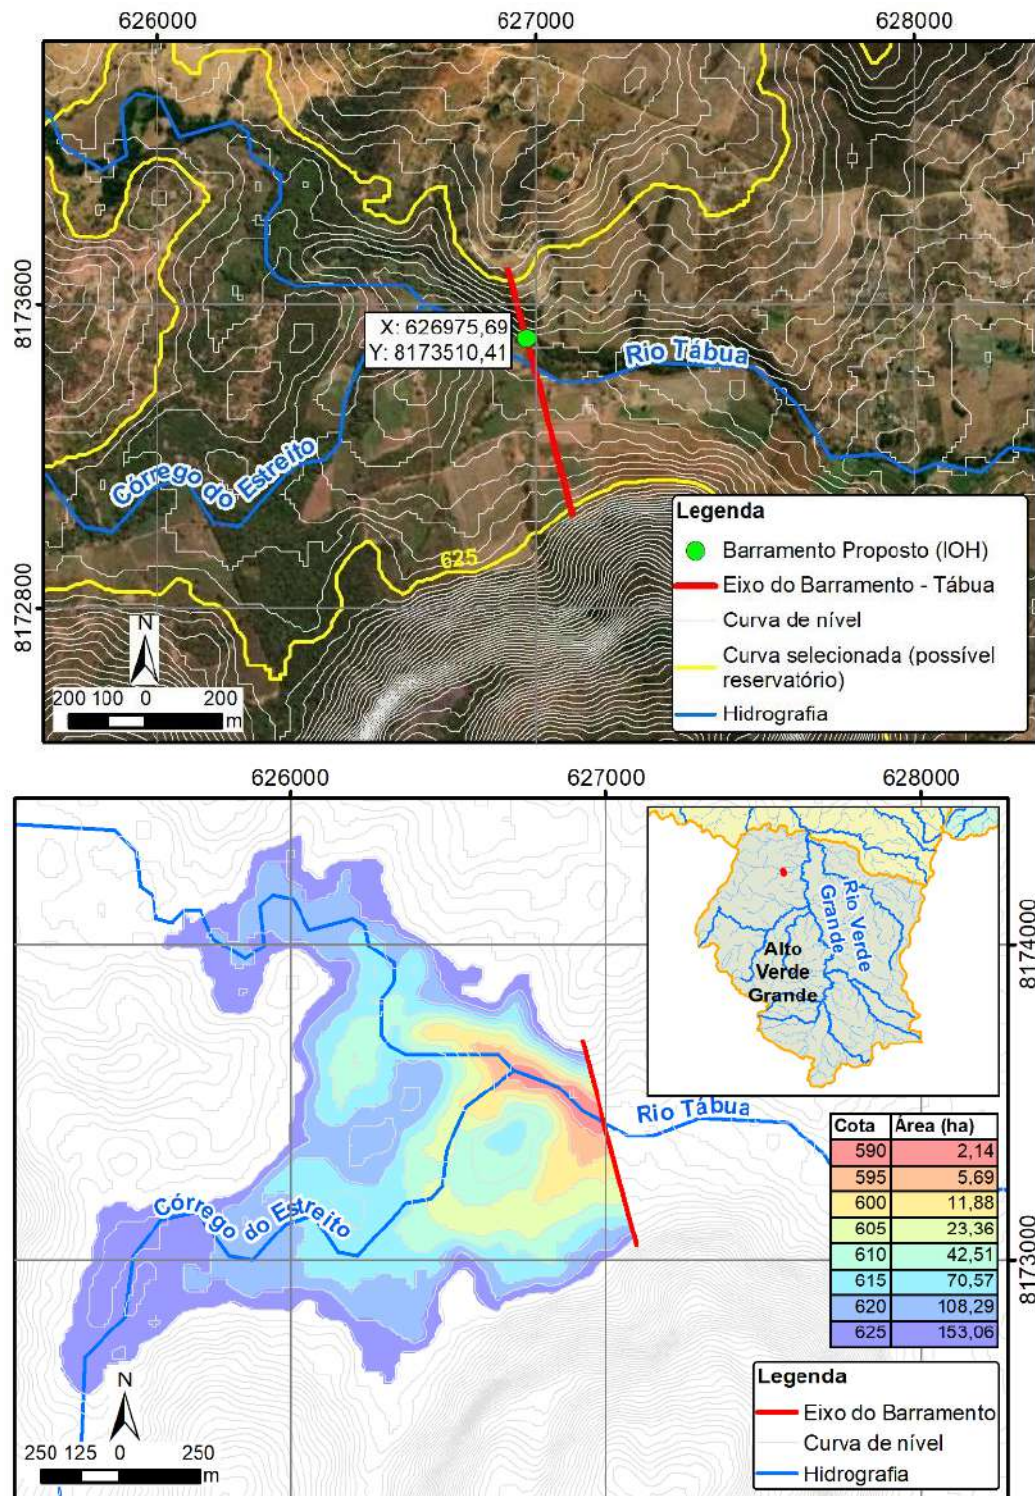 626000 627000 628000
8173600
8172800
X: 626975,69
Y: 8173510,41
Rio Tábua
Córrego do Estreito
625
N
200 100 0 200
m
Legenda
Barramento Proposto (IOH)
Eixo do Barramento - Tábua
Curva de nível
Curva selecionada (possível
reservatório)
Hidrografia
626000 627000 628000
8174000
8173000
Rio Verde
Grande
Alto
Verde
Grande
Rio Tábua
Córrego do Estreito
Cota Área (ha)
590 2,14
595 5,69
600 11,88
605 23,36
610 42,51
615 70,57
620 108,29
625 153,06
N
250 125 0 250
m
Legenda
Eixo do Barramento
Curva de nível
Hidrografia